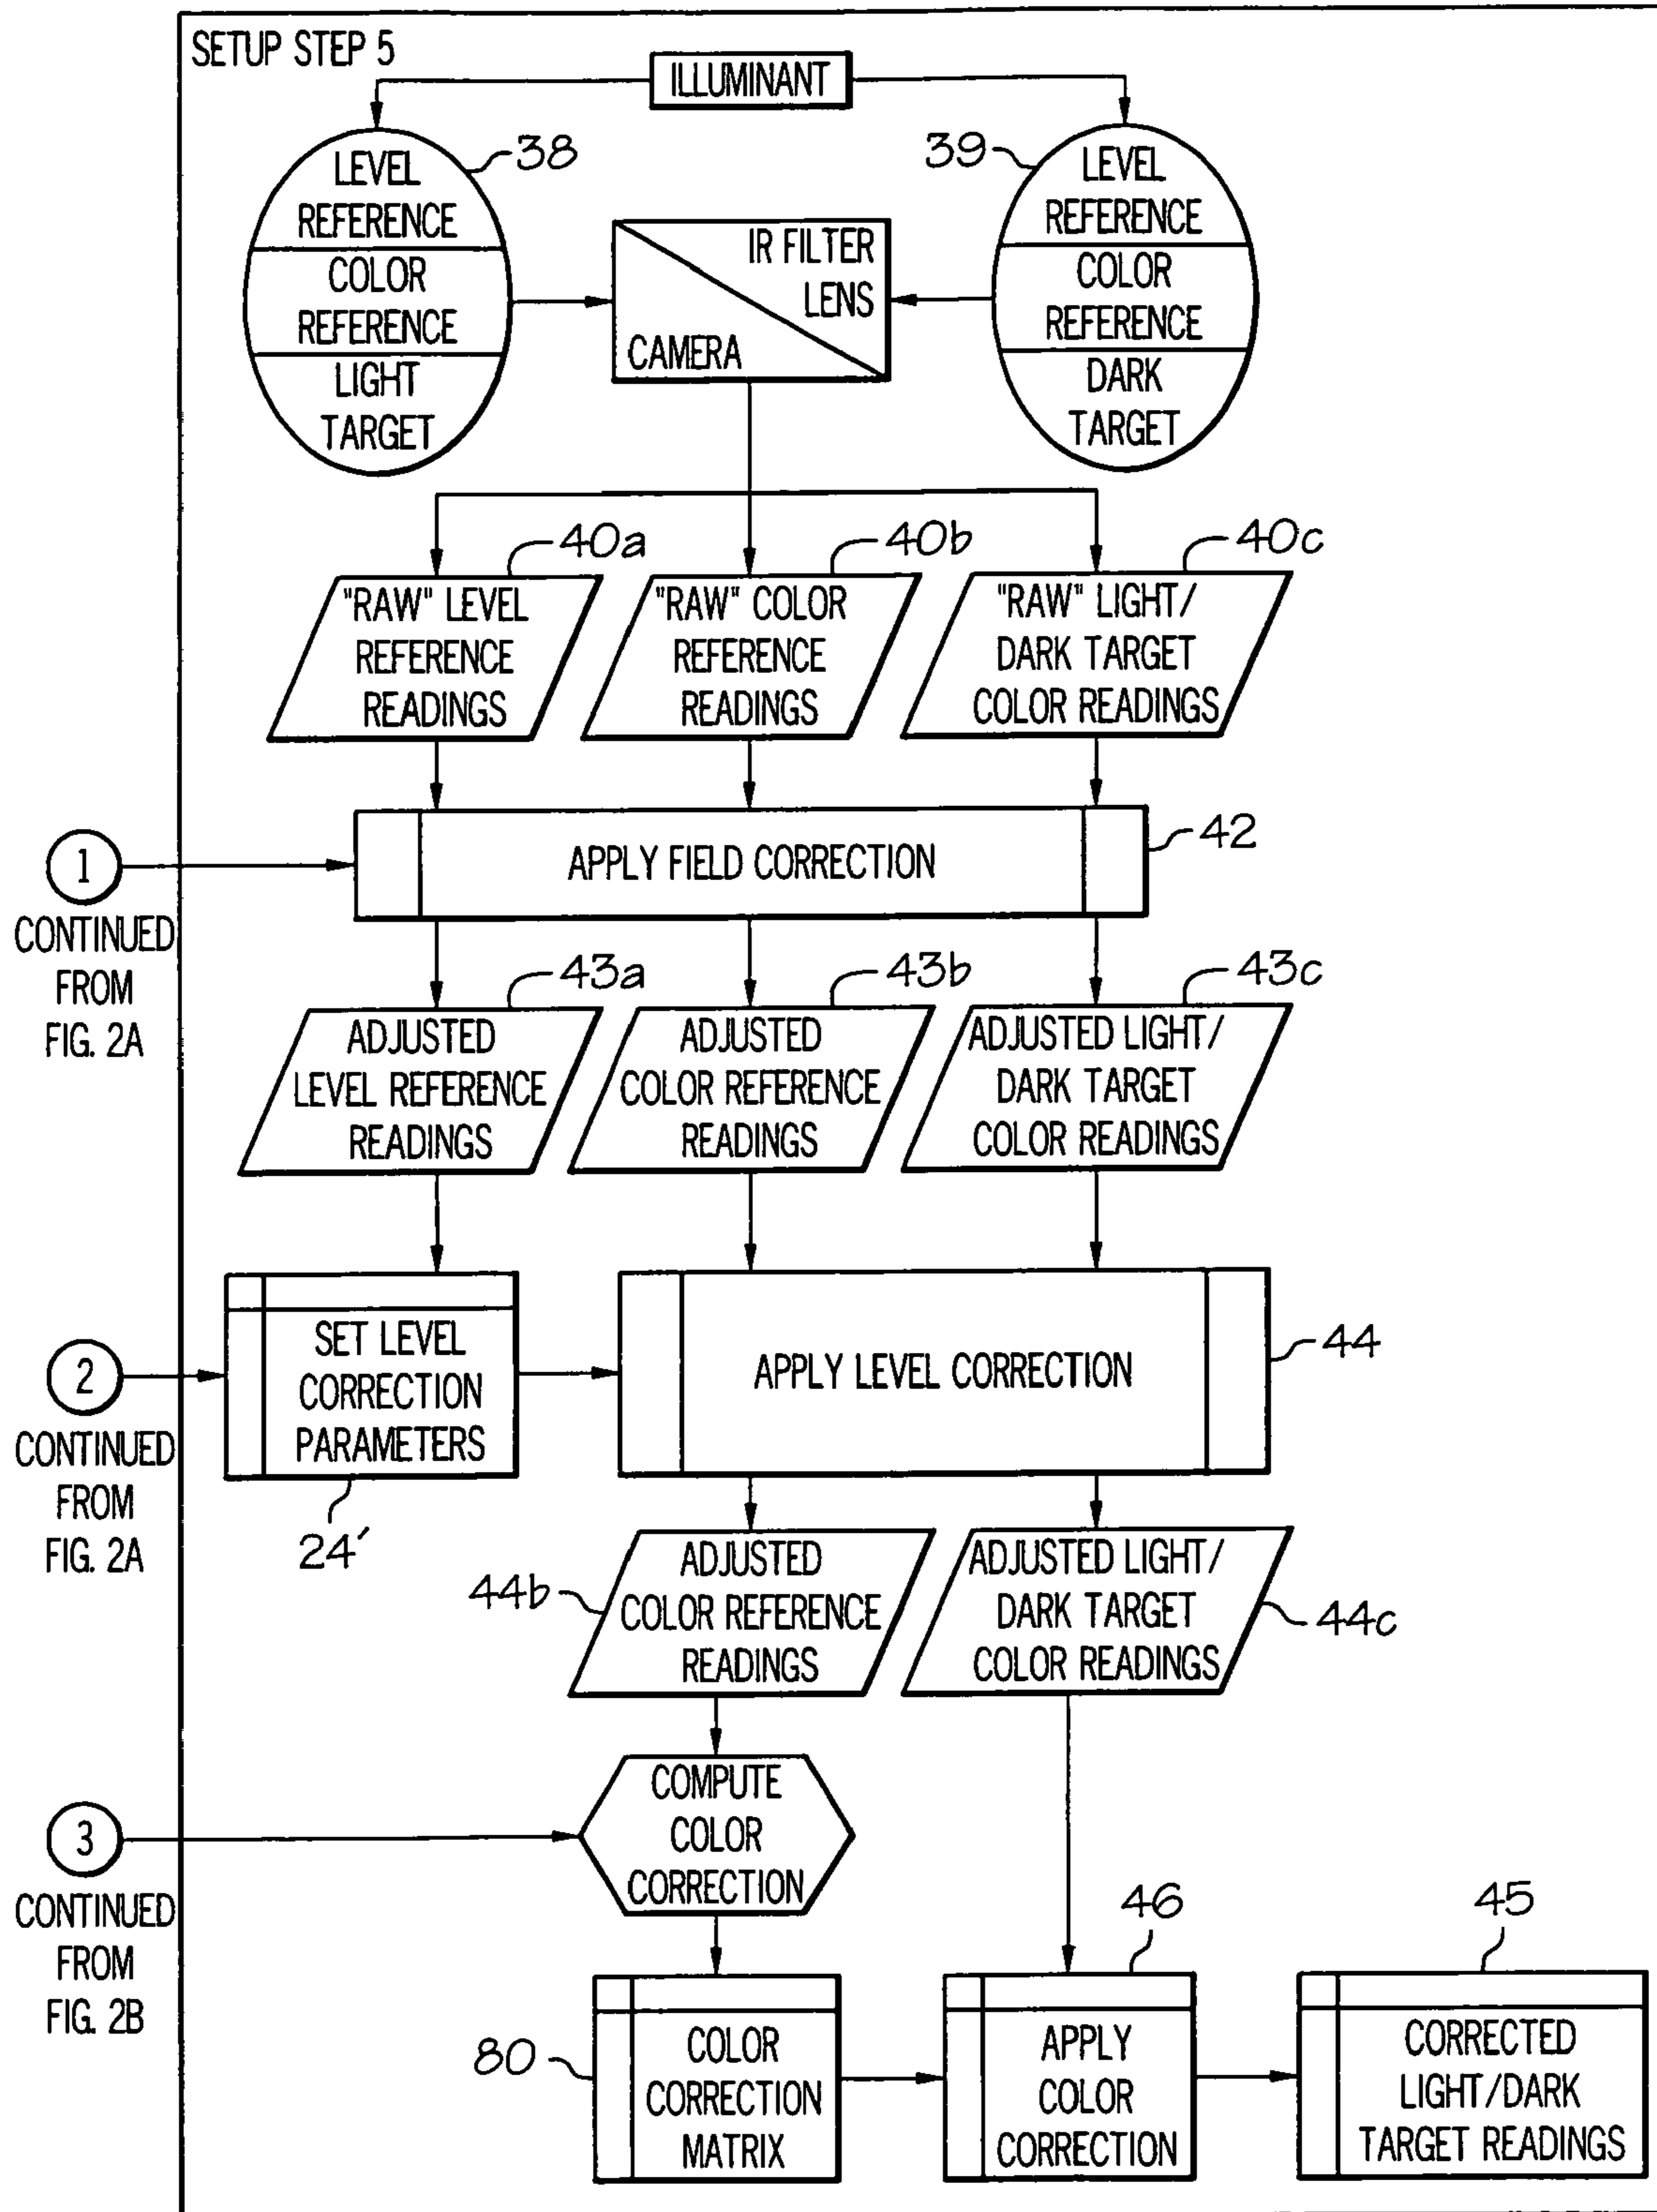 SETUP STEP 5
ILLUMINANT
38
LEVEL
REFERENCE
COLOR
REFERENCE
LIGHT
TARGET
IR FILTER
LENS
CAMERA
39
LEVEL
REFERENCE
COLOR
REFERENCE
DARK
TARGET
40a
"RAW" LEVEL
REFERENCE
READINGS
40b
"RAW" COLOR
REFERENCE
READINGS
40c
"RAW" LIGHT/
DARK TARGET
COLOR READINGS
1
CONTINUED
FROM
FIG. 2A
APPLY FIELD CORRECTION
42
43a
ADJUSTED
LEVEL REFERENCE
READINGS
43b
ADJUSTED
COLOR REFERENCE
READINGS
43c
ADJUSTED LIGHT/
DARK TARGET
COLOR READINGS
2
CONTINUED
FROM
FIG. 2A
SET LEVEL
CORRECTION
PARAMETERS
24'
APPLY LEVEL CORRECTION
44
44b
ADJUSTED
COLOR REFERENCE
READINGS
ADJUSTED LIGHT/
DARK TARGET
COLOR READINGS
44c
3
CONTINUED
FROM
FIG. 2B
COMPUTE
COLOR
CORRECTION
80
COLOR
CORRECTION
MATRIX
46
APPLY
COLOR
CORRECTION
45
CORRECTED
LIGHT/DARK
TARGET READINGS